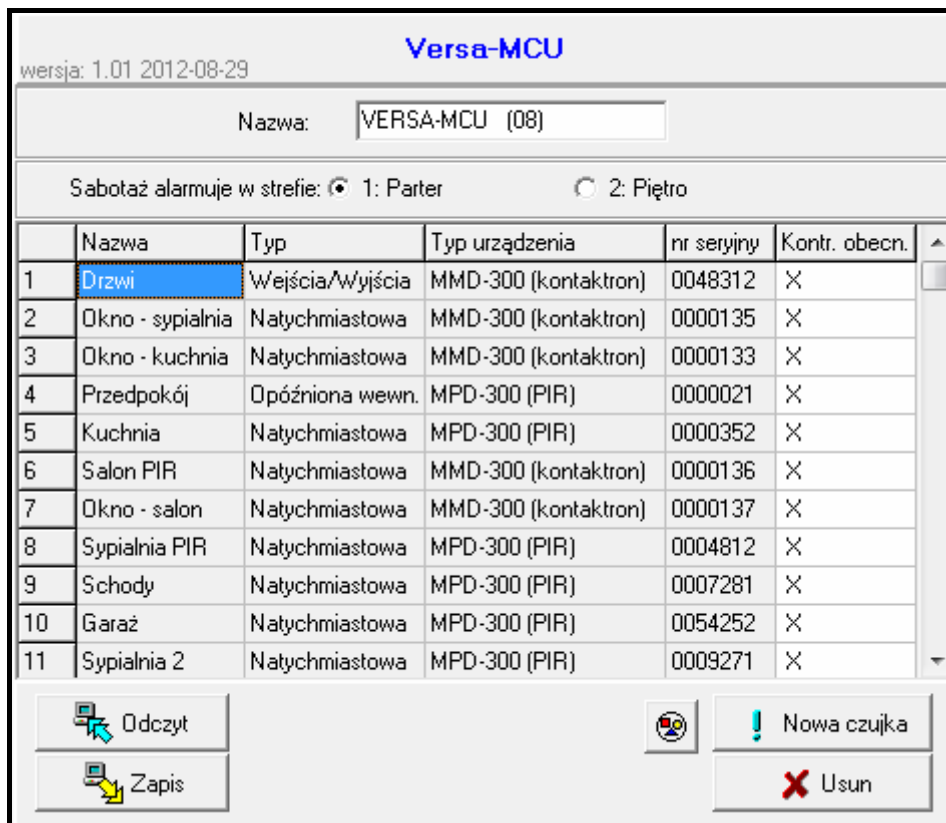 Versa-MCU
wersja: 1.01 2012-08-29
Nazwa: VERSA-MCU (08)
Sabotaż alarmuje w strefie: 1: Parter 2: Piętro
Nazwa Typ Typ urządzenia nr seryjny Kontr. obecn.
1 Drzwi Wejścia/Wyjścia MMD-300 (kontaktron) 0048312 X
2 Okno - sypialnia Natychmiastowa MMD-300 (kontaktron) 0000135 X
3 Okno - kuchnia Natychmiastowa MMD-300 (kontaktron) 0000133 X
4 Przedpokój Opóźniona wewn. MPD-300 (PIR) 0000021 X
5 Kuchnia Natychmiastowa MPD-300 (PIR) 0000352 X
6 Salon PIR Natychmiastowa MMD-300 (kontaktron) 0000136 X
7 Okno - salon Natychmiastowa MMD-300 (kontaktron) 0000137 X
8 Sypialnia PIR Natychmiastowa MPD-300 (PIR) 0004812 X
9 Schody Natychmiastowa MPD-300 (PIR) 0007281 X
10 Garaż Natychmiastowa MPD-300 (PIR) 0054252 X
11 Sypialnia 2 Natychmiastowa MPD-300 (PIR) 0009271 X
Odczyt Nowa czujka
Zapis Usun